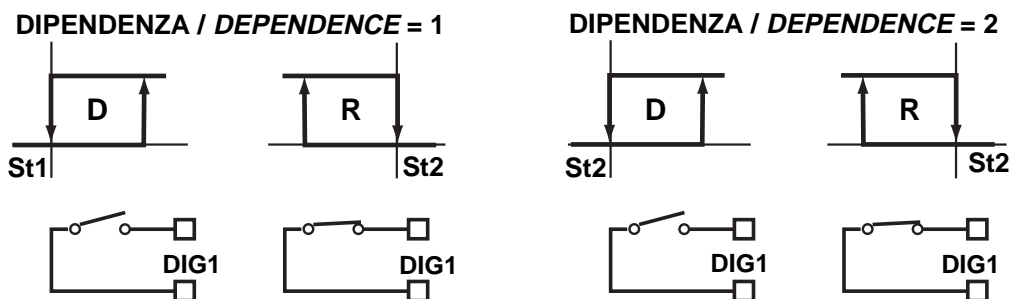 DIPENDENZA / DEPENDENCE = 1
DIPENDENZA / DEPENDENCE = 2
D
R
D
R
St1
St2
St2
St2
DIG1
DIG1
DIG1
DIG1